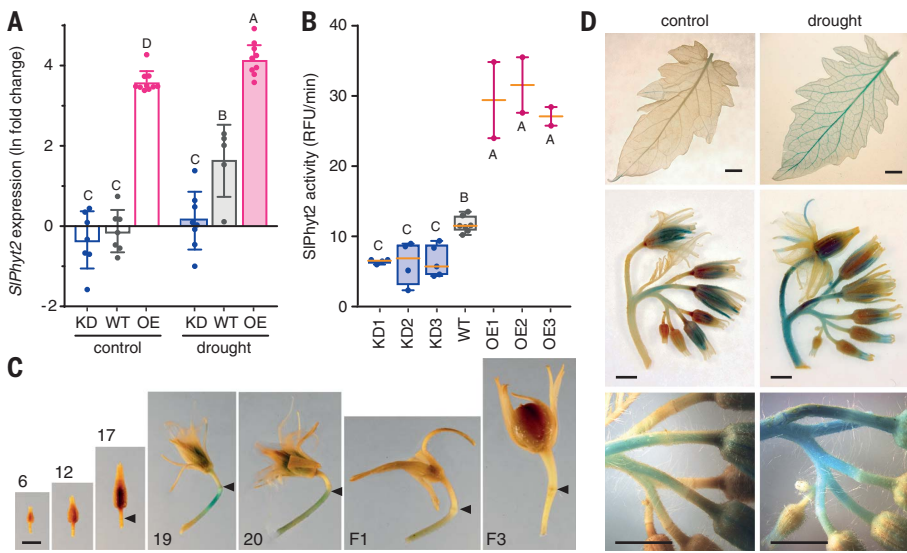 A
SlPhyt2 expression (ln fold change)
4
2
0
-2
C
C
D
C
B
A
KD WT OE
KD WT OE
control
drought
B
SlPhyt2 activity (RFU/min)
40
30
20
10
0
C
C
C
B
A
A
A
KD1
KD2
KD3
WT
OE1
OE2
OE3
C
6
12
17
19
20
F1
F3
D
control
drought